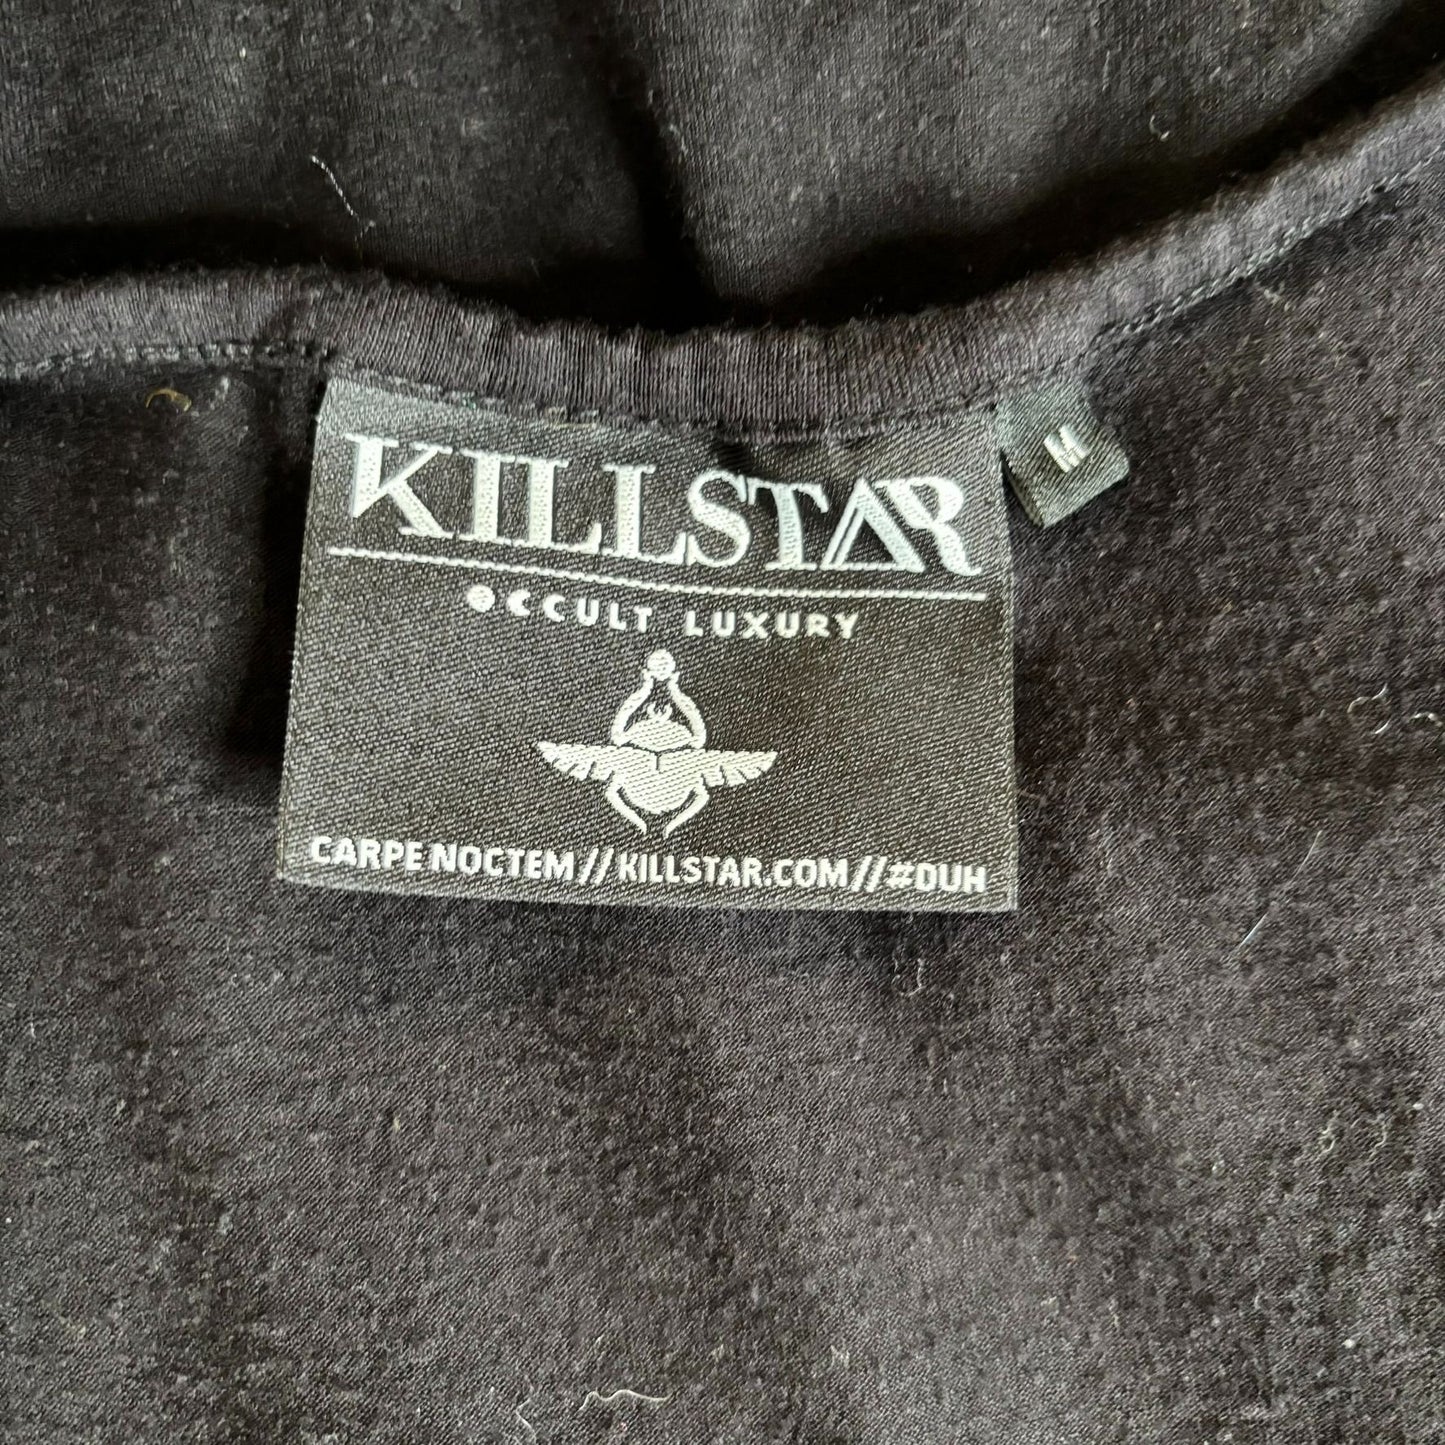 KILLSTAR
M
OCCULT LUXURY
CARPE NOCTEM//KILLSTAR.COM//#DUH